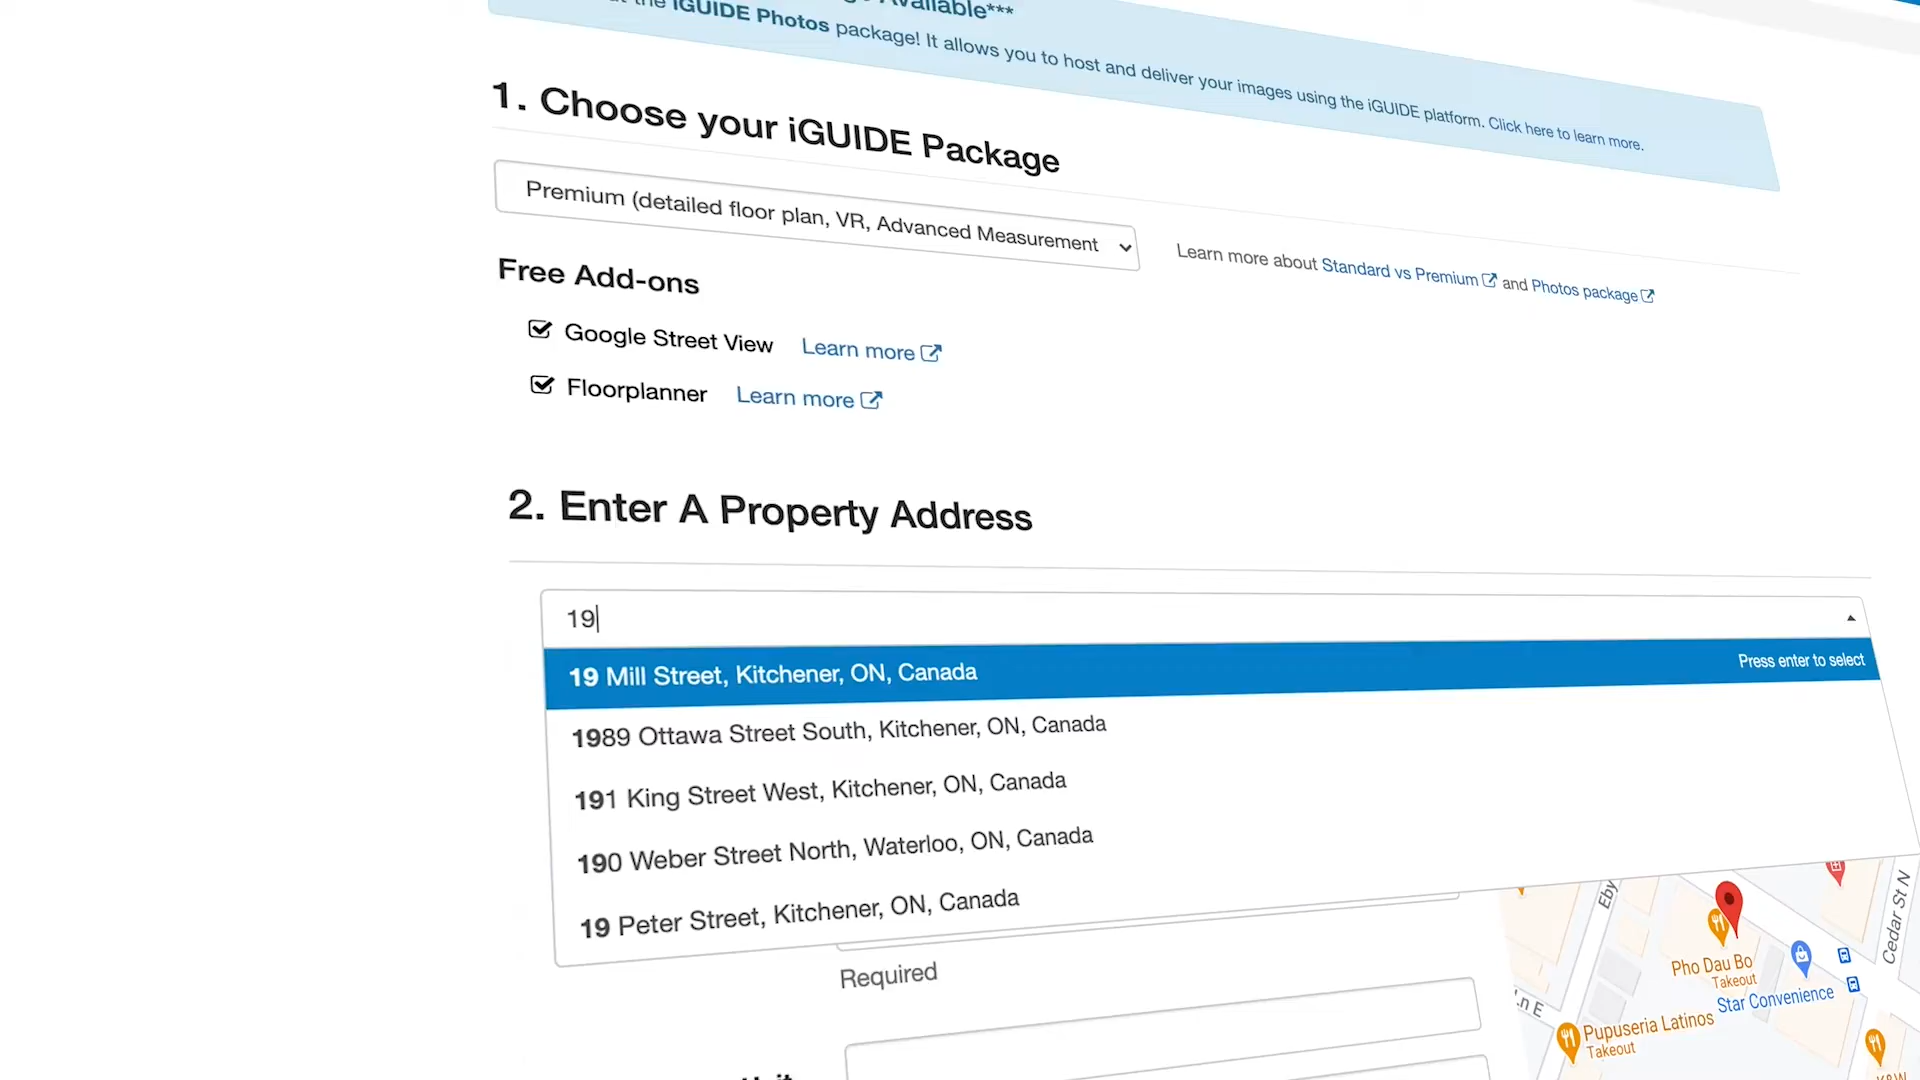 Available***
the iGUIDE Photos package! It allows you to host and deliver your images using the iGUIDE platform. Click here to learn more.
1. Choose your iGUIDE Package
Premium (detailed floor plan, VR, Advanced Measurement
Learn more about Standard vs Premium and Photos package
Free Add-ons
Google Street View Learn more
Floorplanner Learn more
2. Enter A Property Address
19
19 Mill Street, Kitchener, ON, Canada Press enter to select
1989 Ottawa Street South, Kitchener, ON, Canada
191 King Street West, Kitchener, ON, Canada
190 Weber Street North, Waterloo, ON, Canada
19 Peter Street, Kitchener, ON, Canada
Required
Eby
Cedar St N
Pho Dau Bo
Takeout
Star Convenience
Ln E
Pupuseria Latinos
Takeout